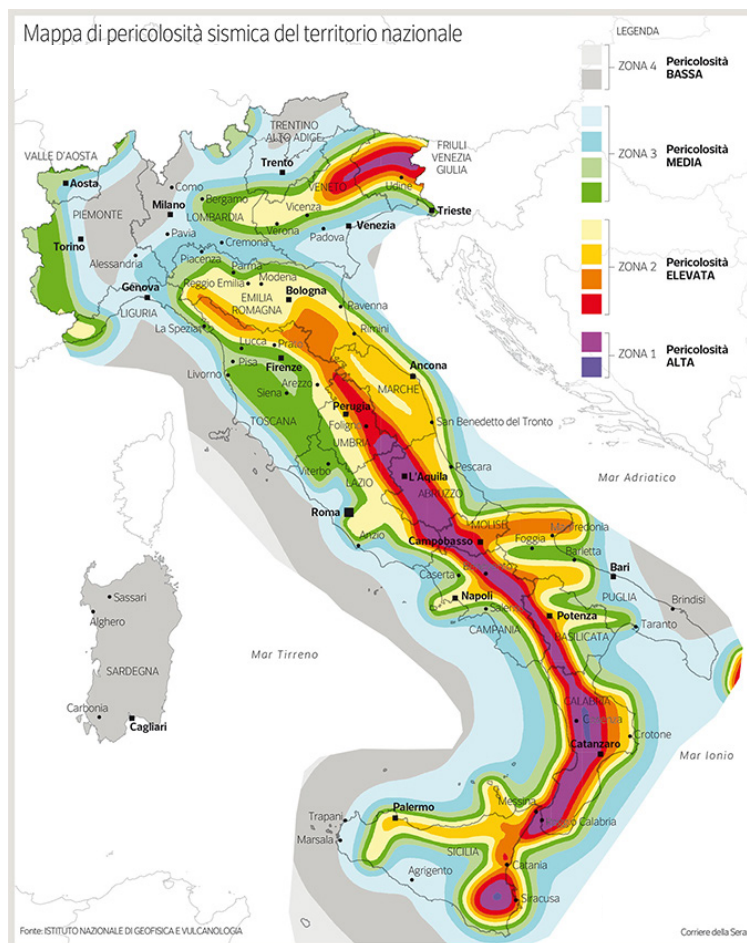 Mappa di pericolosità sismica del territorio nazionale
LEGENDA
ZONA 4
Pericolosità
BASSA
ZONA 3
Pericolosità
MEDIA
ZONA 2
Pericolosità
ELEVATA
ZONA 1
Pericolosità
ALTA
TRENTINO
ALTO ADIGE
FRIULI
VENEZIA
GIULIA
VALLE D'AOSTA
Trento
Aosta
Como
Bergamo
VENETO
Udine
Milano
LOMBARDIA
Vicenza
Trieste
PIEMONTE
Verona
Venezia
Pavia
Padova
Torino
Cremona
Alessandria
Piacenza
Parma
Genova
Reggio Emilia
Modena
Bologna
EMILIA
ROMAGNA
LIGURIA
Ravenna
La Spezia
Rimini
Lucca
Prato
Pisa
Firenze
Ancona
Livorno
Arezzo
MARCHE
Siena
Perugia
TOSCANA
Foligno
San Benedetto del Tronto
UMBRIA
Viterbo
Pescara
LAZIO
L'Aquila
Mar Adriatico
ABRUZZO
Roma
MOLISE
Manfredonia
Anzio
Campobasso
Foggia
Barletta
Caserta
Bari
Sassari
Napoli
PUGLIA
Brindisi
Alghero
Salerno
Potenza
CAMPANIA
BASILICATA
Taranto
Mar Tirreno
SARDEGNA
CALABRIA
Carbonia
Cosenza
Cagliari
Crotone
Catanzaro
Mar Ionio
Messina
Trapani
Palermo
Reggio Calabria
Marsala
SICILIA
Catania
Agrigento
Siracusa
Fonte: ISTITUTO NAZIONALE DI GEOFISICA E VULCANOLOGIA
Corriere della Sera